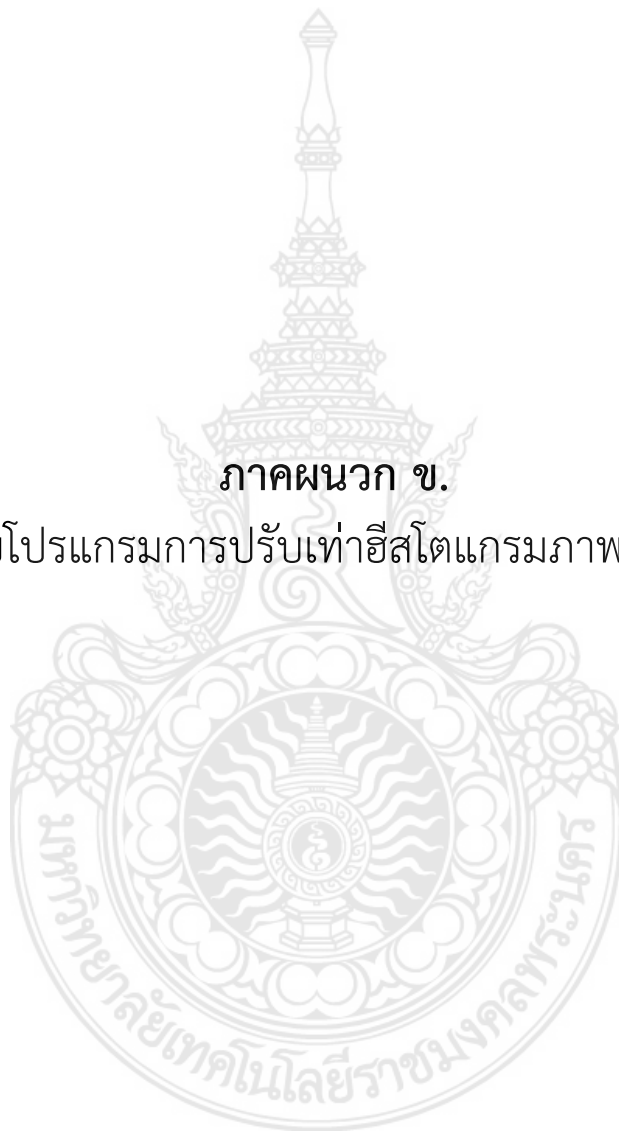 ภาคผนวก ข.
โปรแกรมการปรับเท่าฮีสโตแกรมภาพ
มหาวิทยาลัยเทคโนโลยีราชมงคลพระนคร